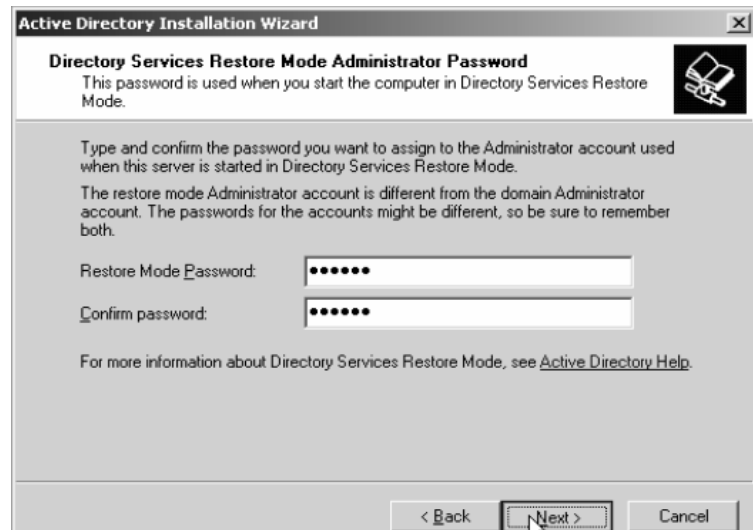 Active Directory Installation Wizard
Directory Services Restore Mode Administrator Password
This password is used when you start the computer in Directory Services Restore
Mode.
Type and confirm the password you want to assign to the Administrator account used
when this server is started in Directory Services Restore Mode.
The restore mode Administrator account is different from the domain Administrator
account. The passwords for the accounts might be different, so be sure to remember
both.
Restore Mode Password: ●●●●●●
Confirm password: ●●●●●●
For more information about Directory Services Restore Mode, see Active Directory Help.
< Back Next > Cancel